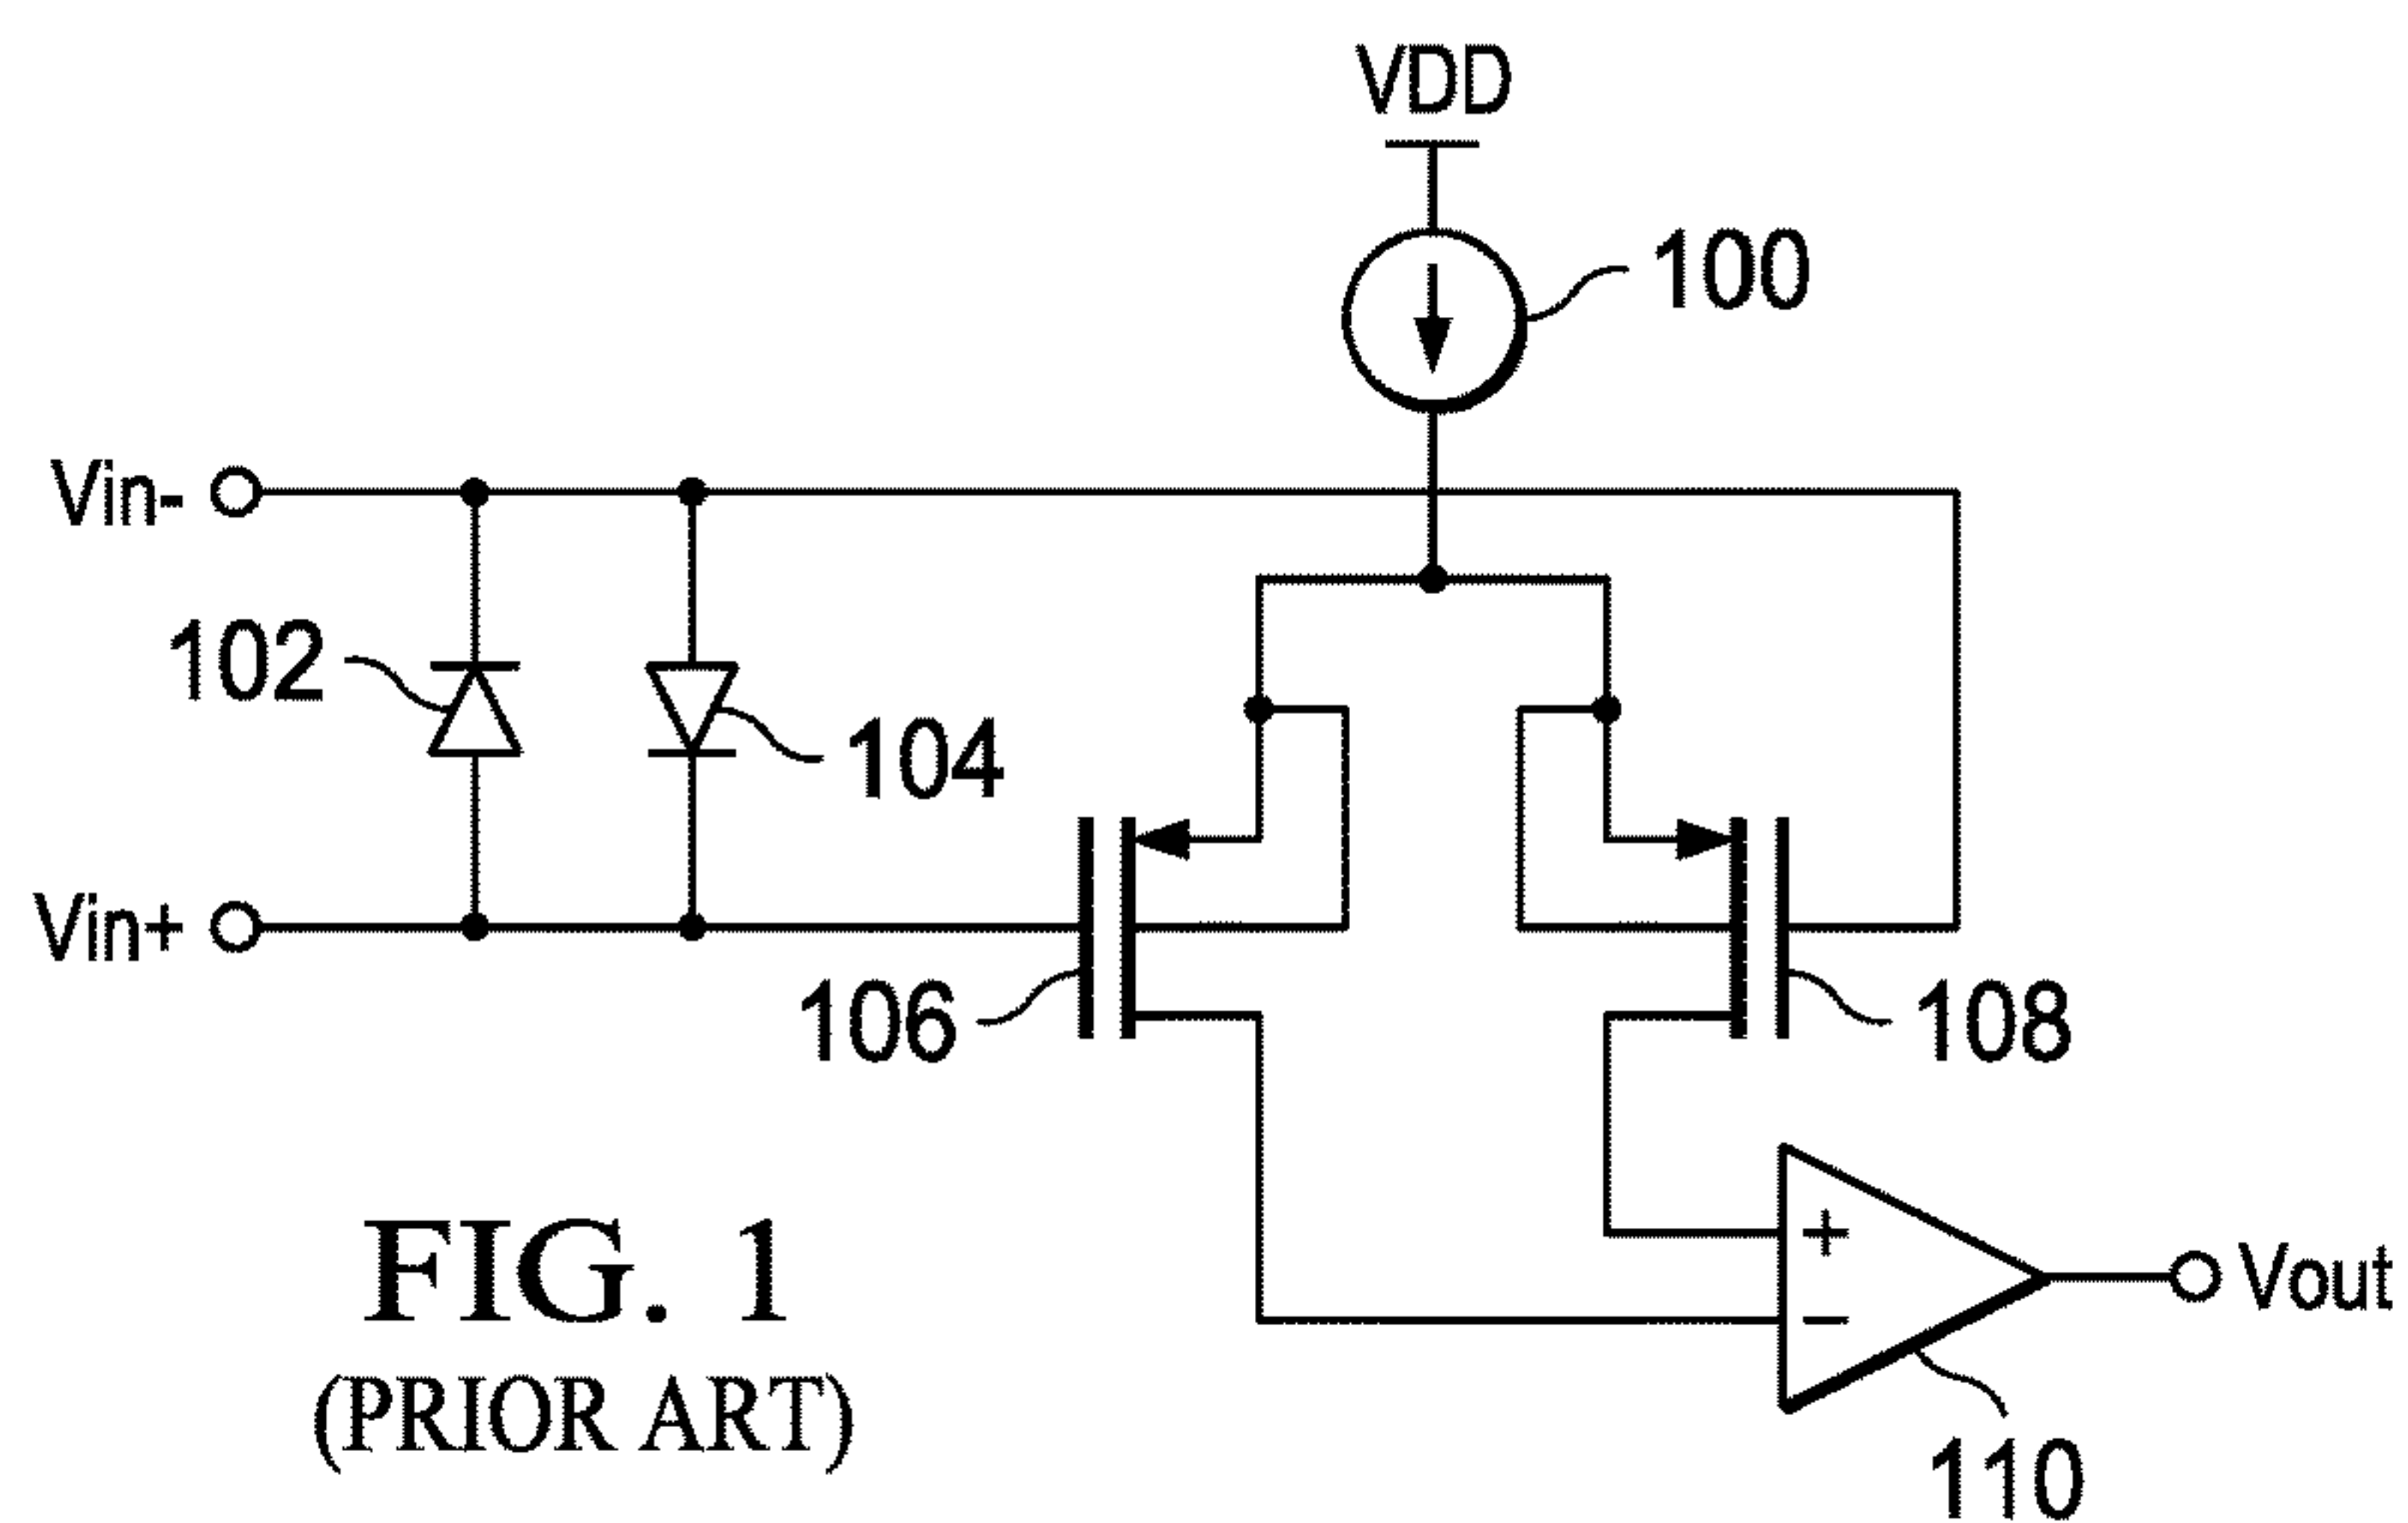 VDD
100
Vin-
102
104
Vin+
106
108
+
−
Vout
110
FIG. 1
(PRIOR ART)